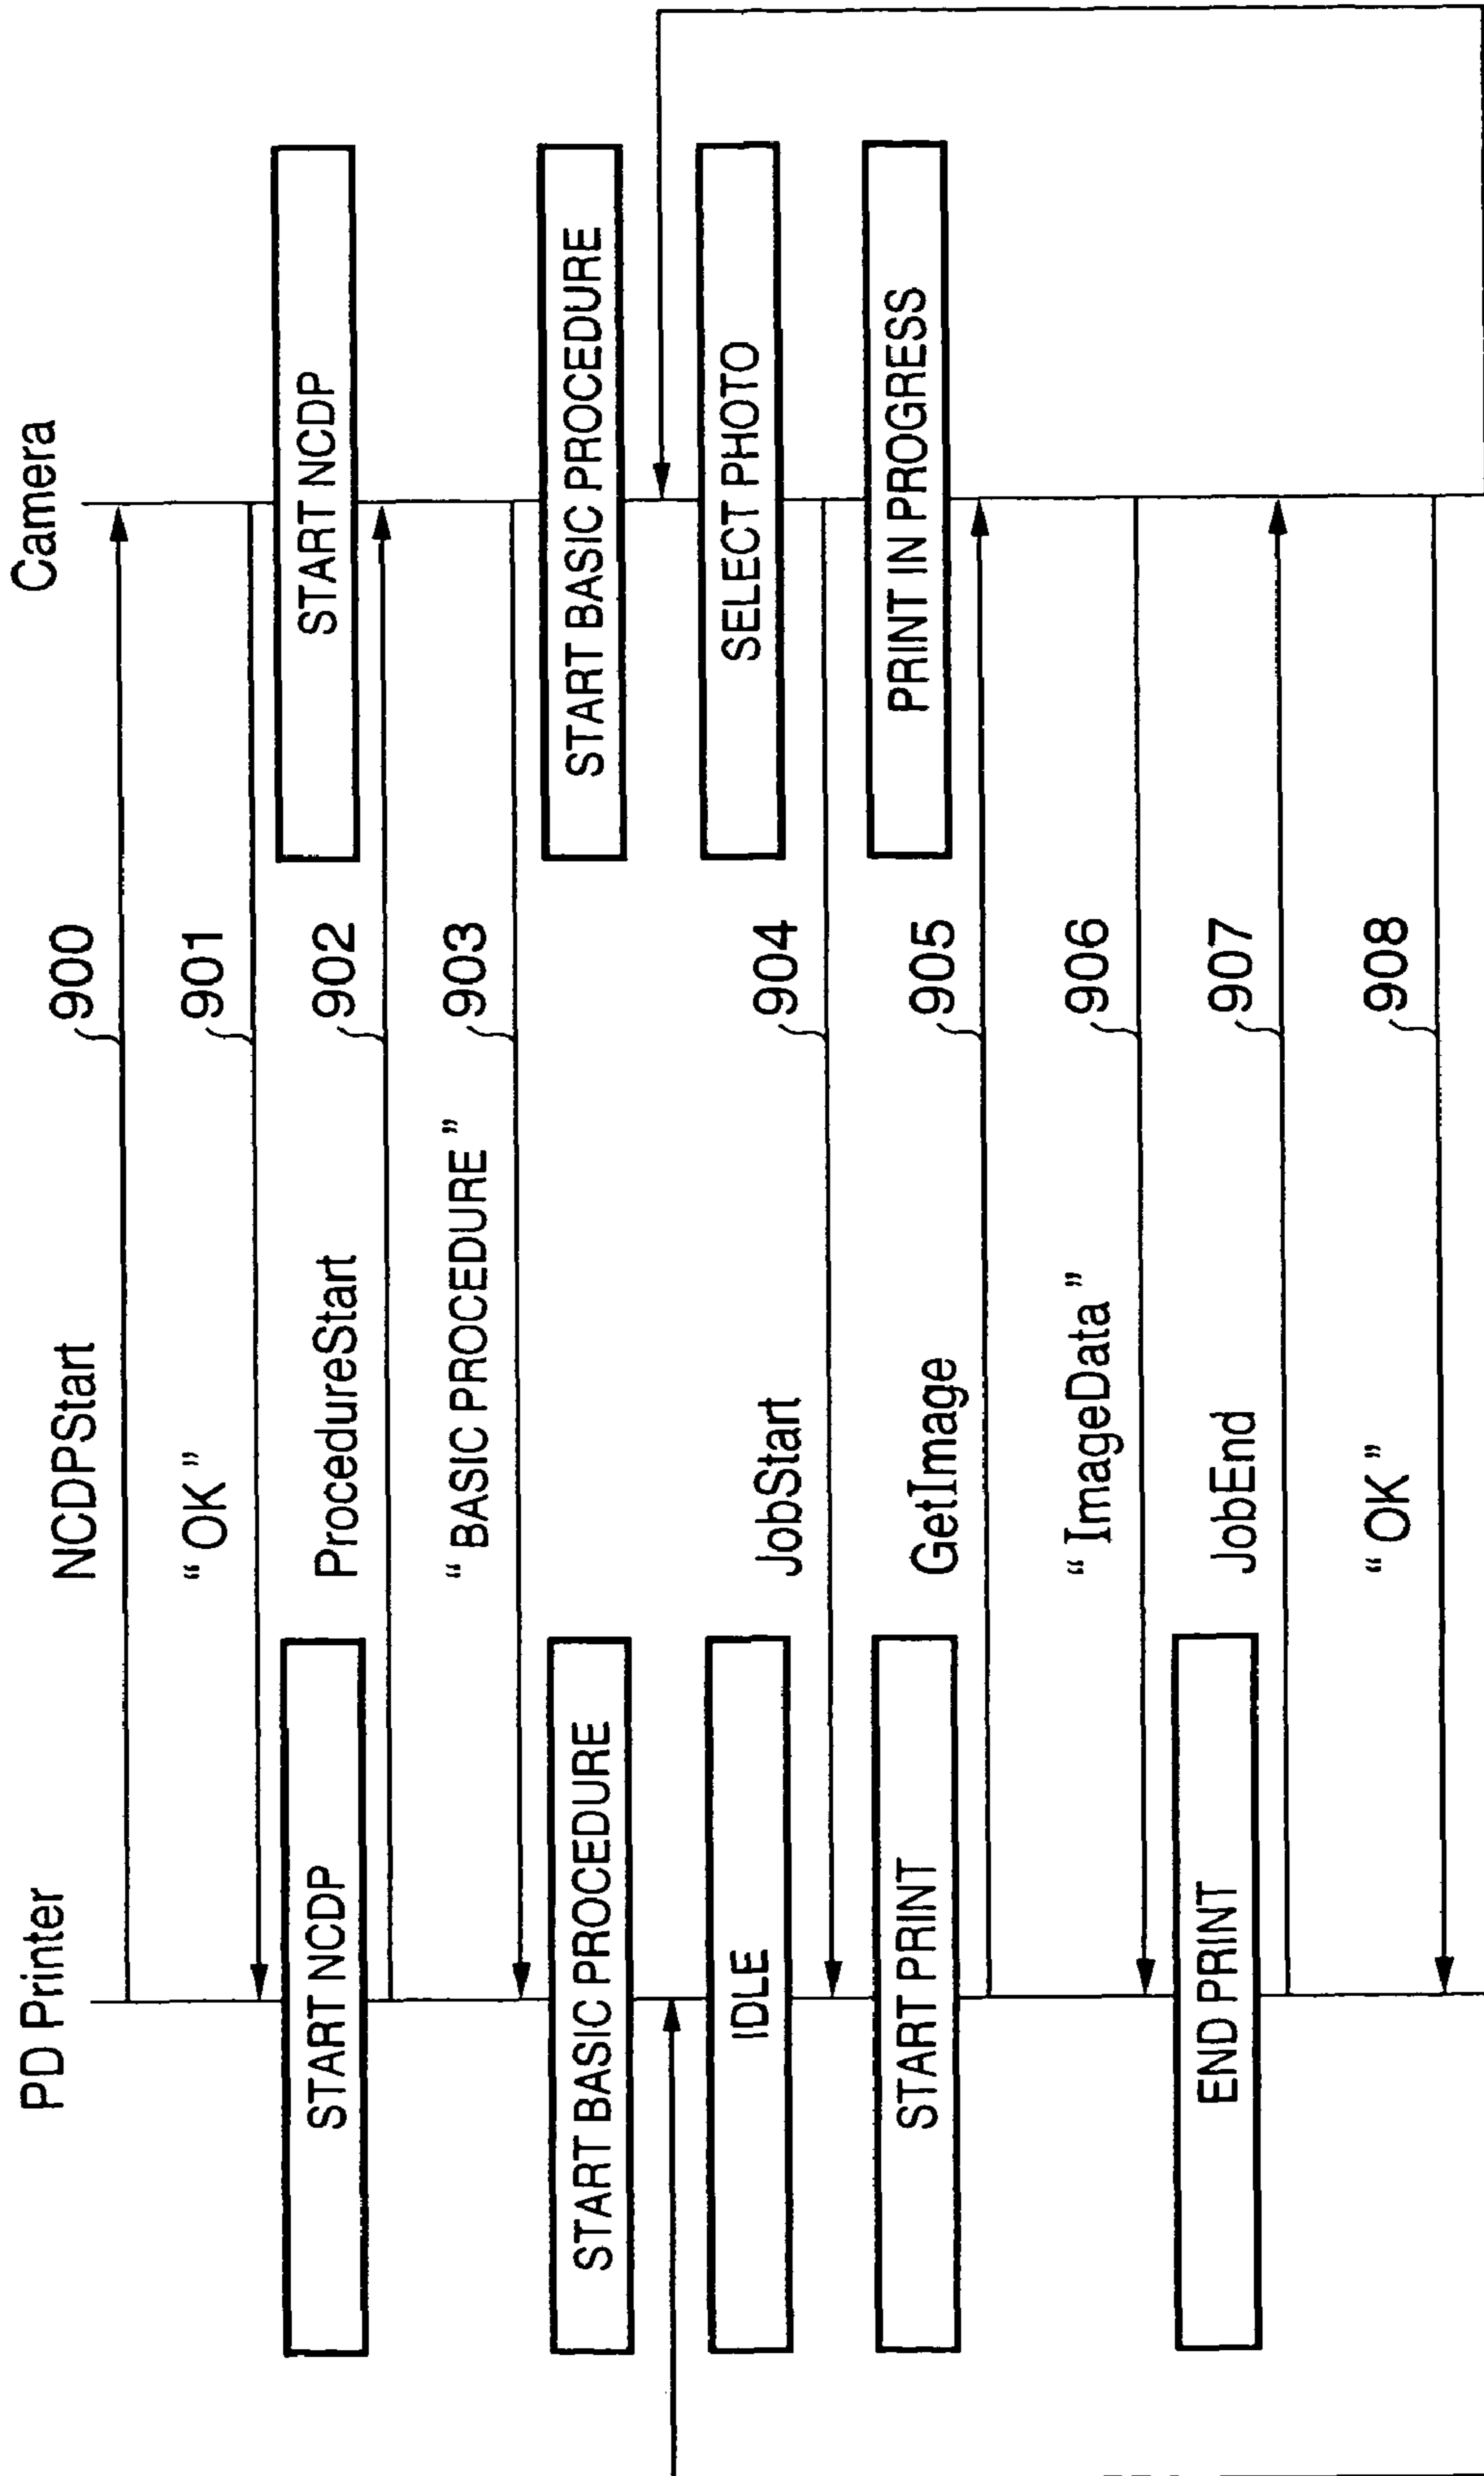 PD Printer
Camera
NCDPStart
900
“ OK ”
901
START NCDP
START NCDP
ProcedureStart
902
“ BASIC PROCEDURE ”
903
START BASIC PROCEDURE
START BASIC PROCEDURE
IDLE
SELECT PHOTO
JobStart
904
START PRINT
PRINT IN PROGRESS
GetImage
905
“ ImageData ”
906
END PRINT
JobEnd
907
“ OK ”
908